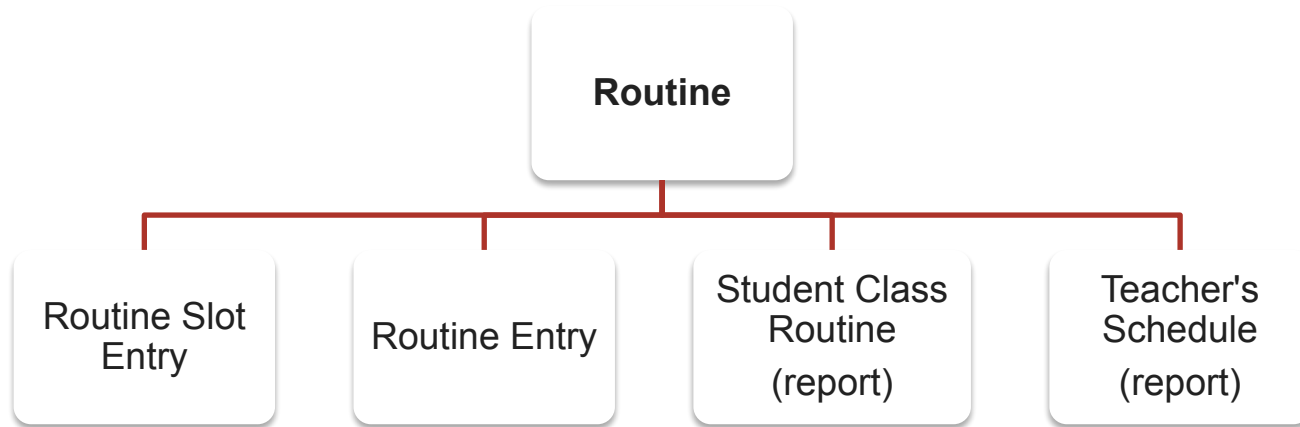 Routine
Routine Slot
Entry
Routine Entry
Student Class
Routine
(report)
Teacher's
Schedule
(report)